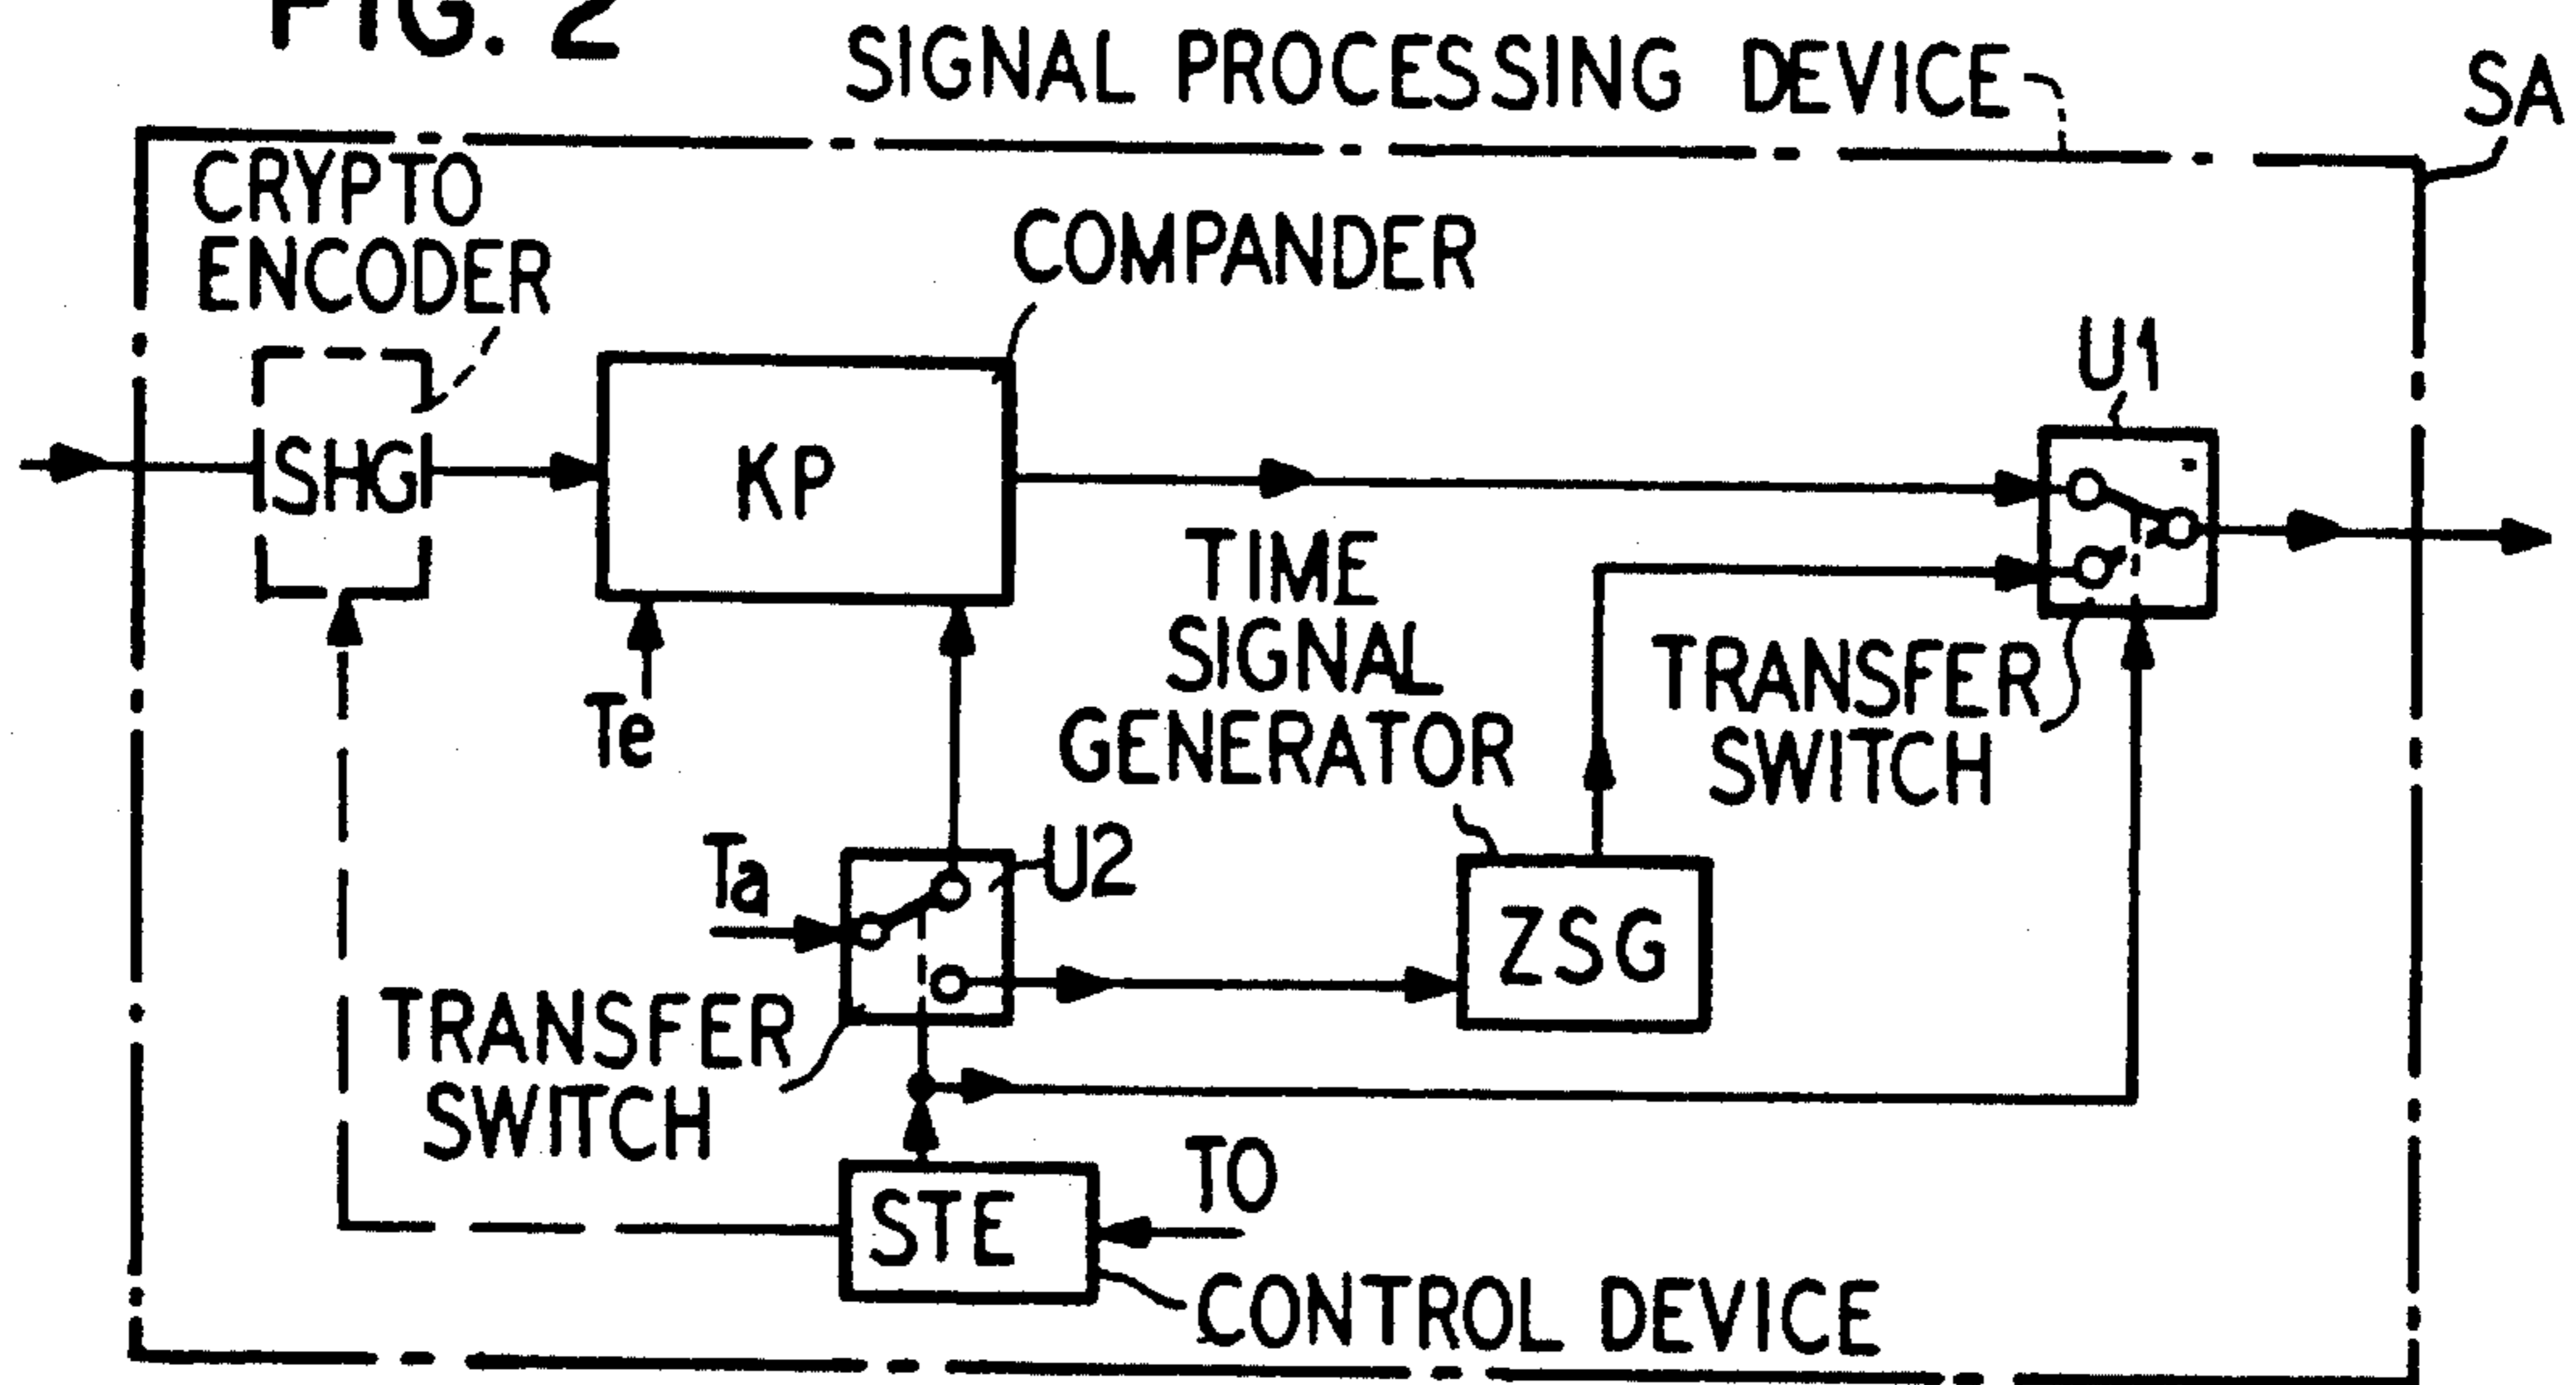 FIG. 2
SIGNAL PROCESSING DEVICE
SA
CRYPTO
ENCODER
COMPANDER
U1
SHG
KP
TIME
SIGNAL
GENERATOR
TRANSFER
SWITCH
Te
Ta
U2
ZSG
TRANSFER
SWITCH
TO
STE
CONTROL DEVICE